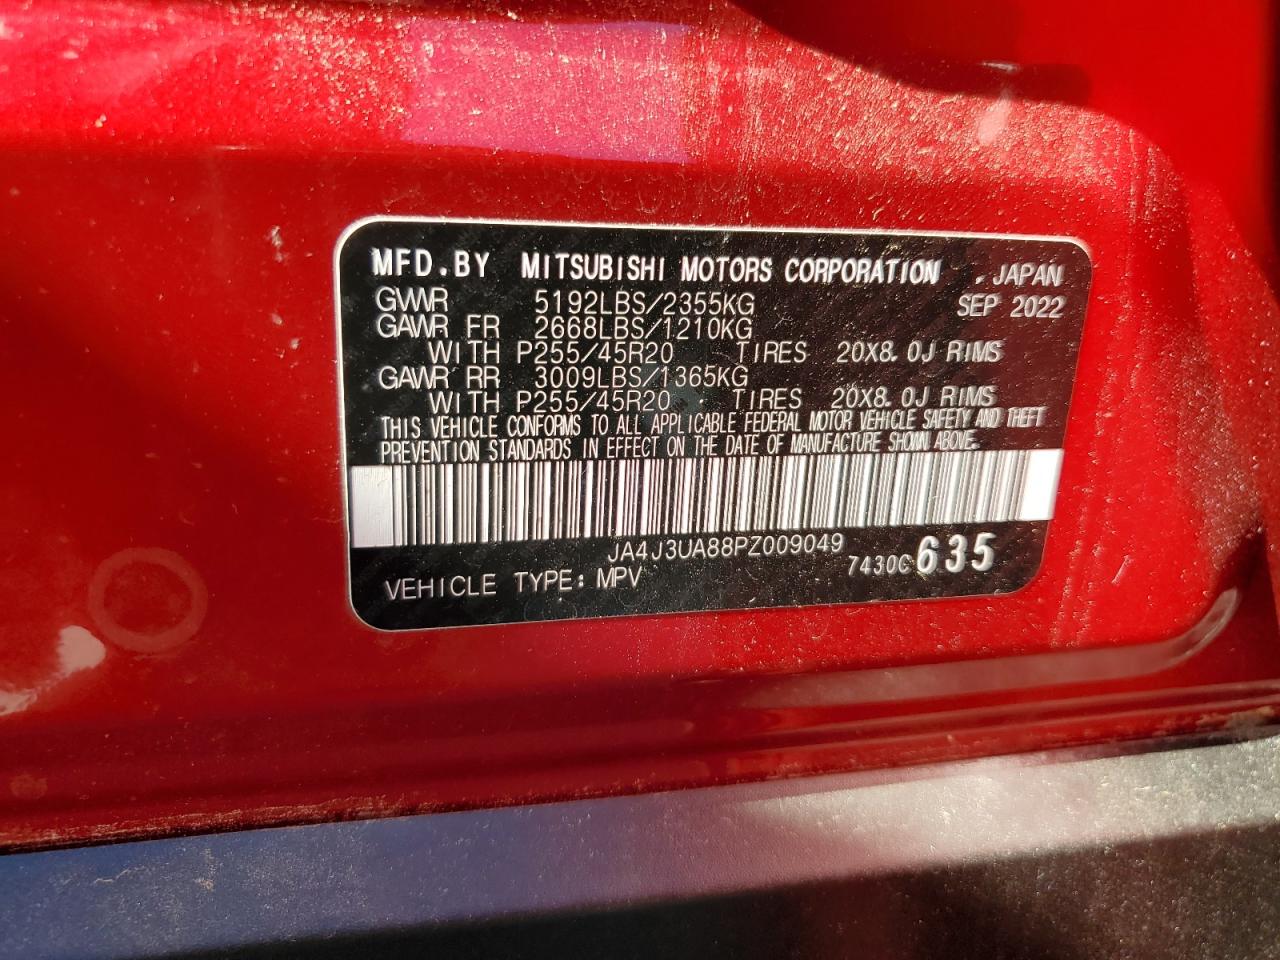 MFD.BY MITSUBISHI MOTORS CORPORATION , JAPAN
GVWR 5192LBS/2355KG SEP 2022
GAWR FR 2668LBS/1210KG
WITH P255/45R20 TIRES 20X8.0J RIMS
GAWR RR 3009LBS/1365KG
WITH P255/45R20 TIRES 20X8.0J RIMS
THIS VEHICLE CONFORMS TO ALL APPLICABLE FEDERAL MOTOR VEHICLE SAFETY AND THEFT
PREVENTION STANDARDS IN EFFECT ON THE DATE OF MANUFACTURE SHOWN ABOVE.
JA4J3UA88PZ009049
VEHICLE TYPE: MPV 7430C635